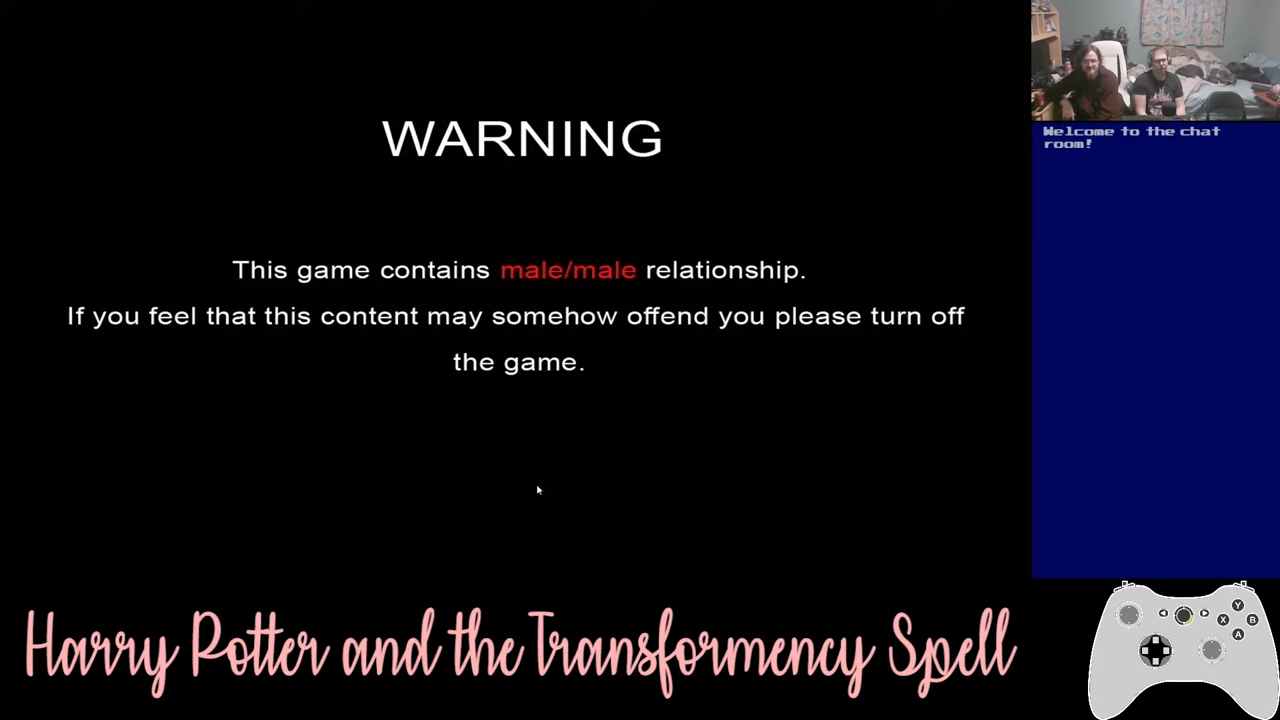 WARNING
This game contains male/male relationship.
If you feel that this content may somehow offend you please turn off
the game.
Welcome to the chat
room!
Harry Potter and the Transformency Spell
Y
X
B
A